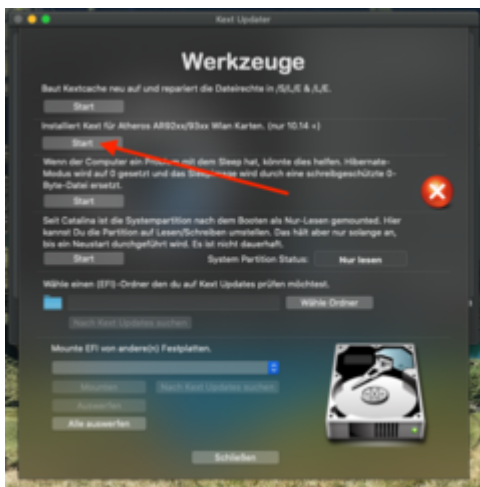 Kext Updater
Werkzeuge
Baut Kextcache neu auf und repariert die Dateirechte in /S/L/E & /L/E.
Start
Installiert Kext für Atheros AR92xx/93xx Wlan Karten. (nur 10.14 +)
Start
Wenn der Computer ein Problem mit dem Sleep hat, könnte dies helfen. Hibernate-
Modus wird auf 0 gesetzt und das Sleepimage wird durch eine schreibgeschützte 0-
Byte-Datei ersetzt.
Start
Seit Catalina ist die Systempartition nach dem Booten als Nur-Lesen gemounted. Hier
kannst Du die Partition auf Lesen/Schreiben umstellen. Das hält aber nur solange an,
bis ein Neustart durchgeführt wird. Es ist nicht dauerhaft.
Start
System Partition Status:
Nur lesen
Wähle einen (EFI)-Ordner den du auf Kext Updates prüfen möchtest.
Wähle Ordner
Nach Kext Updates suchen
Mounte EFI von andere(n) Festplatten.
Mounten
Nach Kext Updates suchen
Auswerfen
Alle auswerfen
Schließen